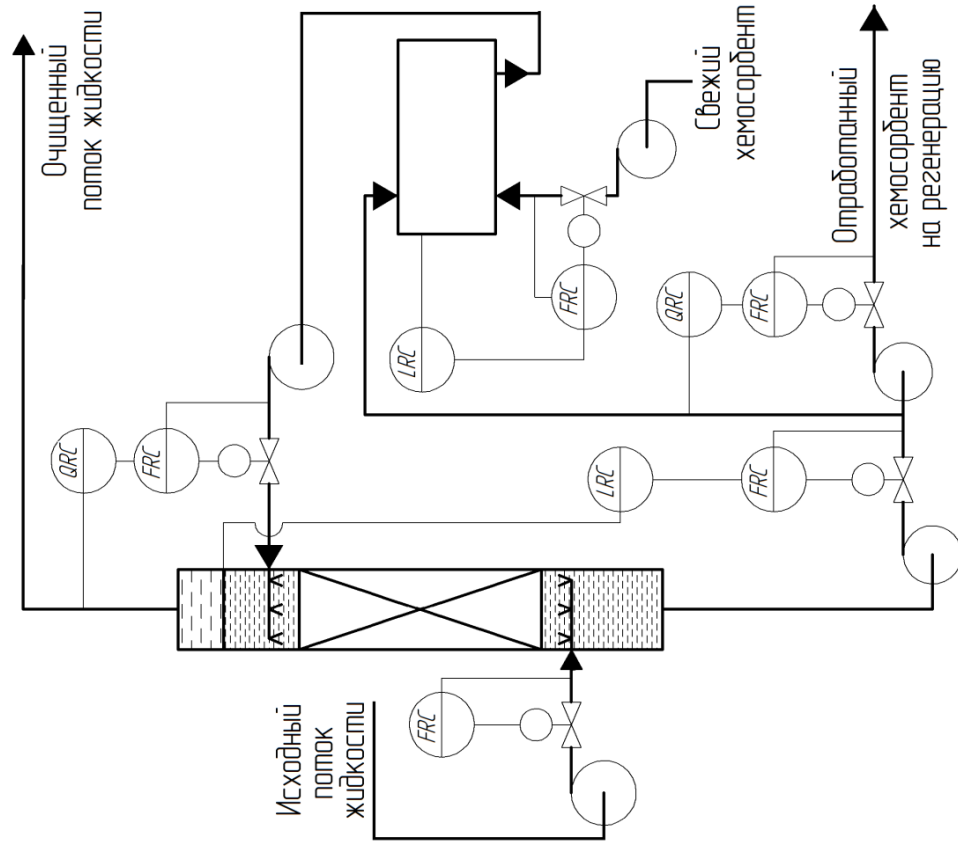 Очищенный
поток жидкости
QRC
FRC
LRC
FRC
Свежий
хемосорбент
Исходный
поток
жидкости
FRC
LRC
FRC
QRC
FRC
Отработанный
хемосорбент
на регенерацию